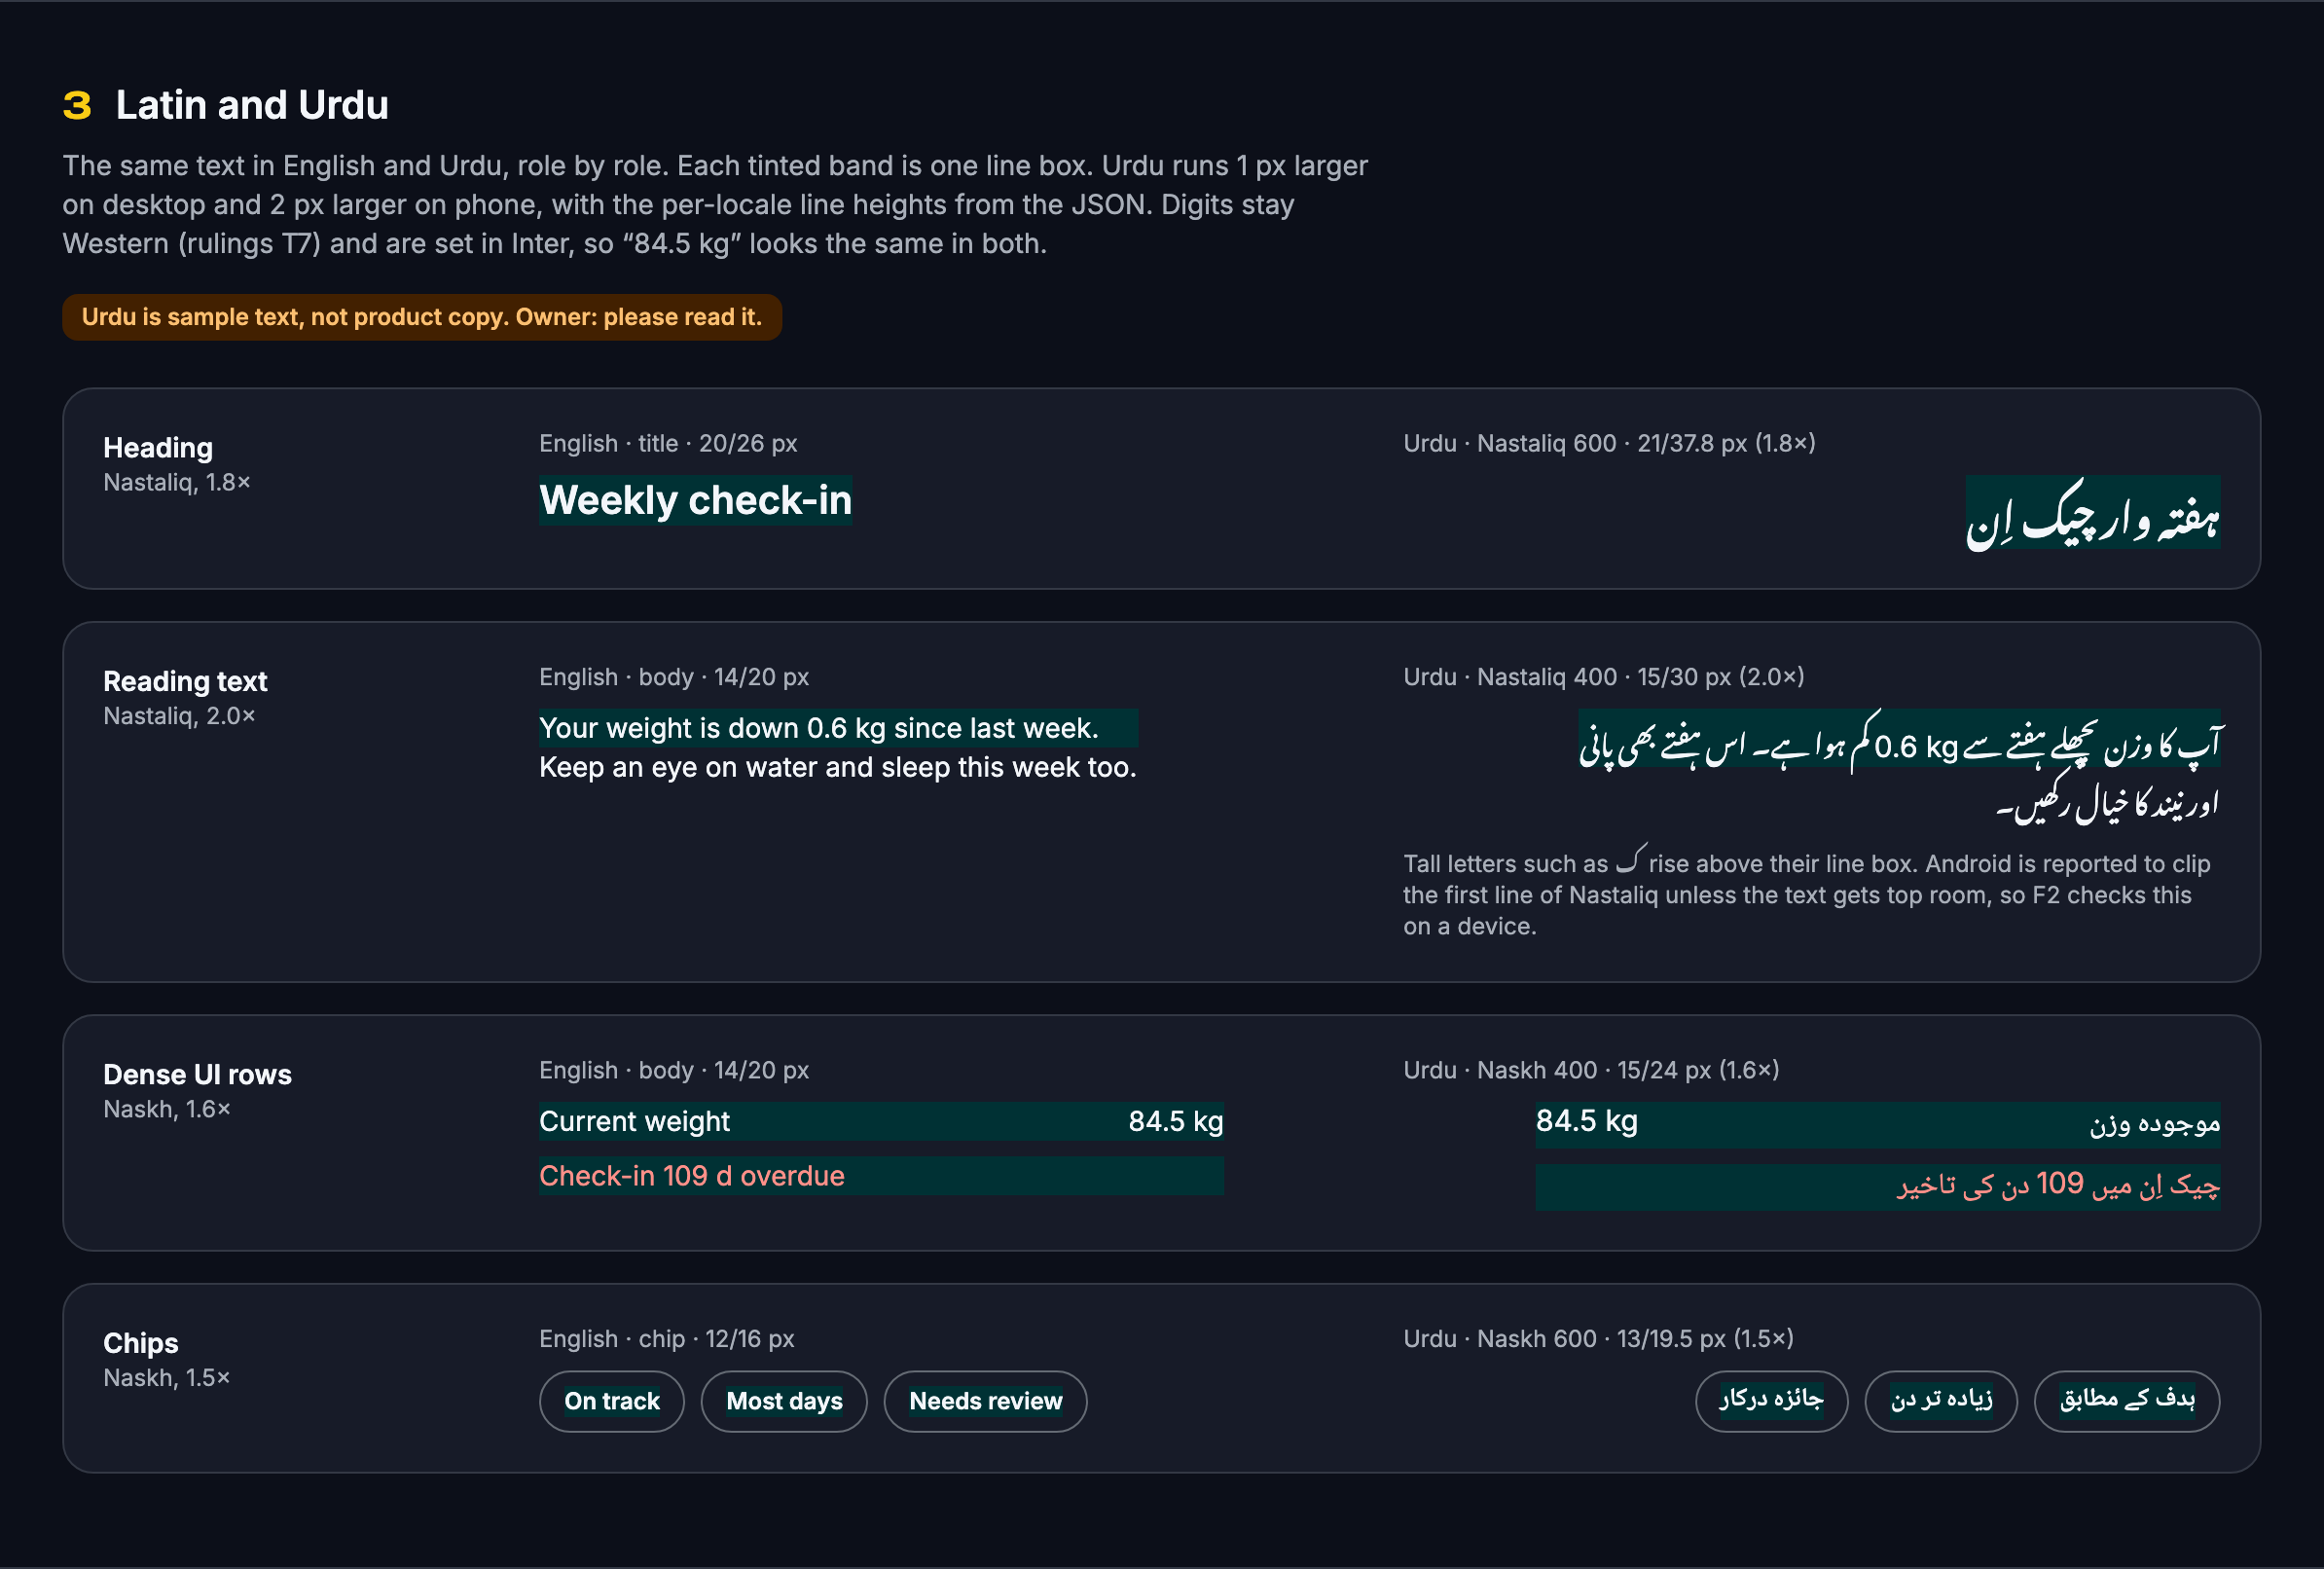 3 Latin and Urdu
The same text in English and Urdu, role by role. Each tinted band is one line box. Urdu runs 1 px larger
on desktop and 2 px larger on phone, with the per-locale line heights from the JSON. Digits stay
Western (rulings T7) and are set in Inter, so “84.5 kg” looks the same in both.
Urdu is sample text, not product copy. Owner: please read it.
Heading
Nastaliq, 1.8×
English · title · 20/26 px
Weekly check-in
Urdu · Nastaliq 600 · 21/37.8 px (1.8×)
ہفتہ وار چیک اِن
Reading text
Nastaliq, 2.0×
English · body · 14/20 px
Your weight is down 0.6 kg since last week.
Keep an eye on water and sleep this week too.
Urdu · Nastaliq 400 · 15/30 px (2.0×)
آپ کا وزن پچھلے ہفتے سے 0.6 kg کم ہوا ہے۔ اس ہفتے بھی پانی
اور نیند کا خیال رکھیں۔
Tall letters such as ک rise above their line box. Android is reported to clip
the first line of Nastaliq unless the text gets top room, so F2 checks this
on a device.
Dense UI rows
Naskh, 1.6×
English · body · 14/20 px
Current weight 84.5 kg
Check-in 109 d overdue
Urdu · Naskh 400 · 15/24 px (1.6×)
موجودہ وزن 84.5 kg
چیک اِن میں 109 دن کی تاخیر
Chips
Naskh, 1.5×
English · chip · 12/16 px
On track Most days Needs review
Urdu · Naskh 600 · 13/19.5 px (1.5×)
ہدف کے مطابق زیادہ تر دن جائزہ درکار